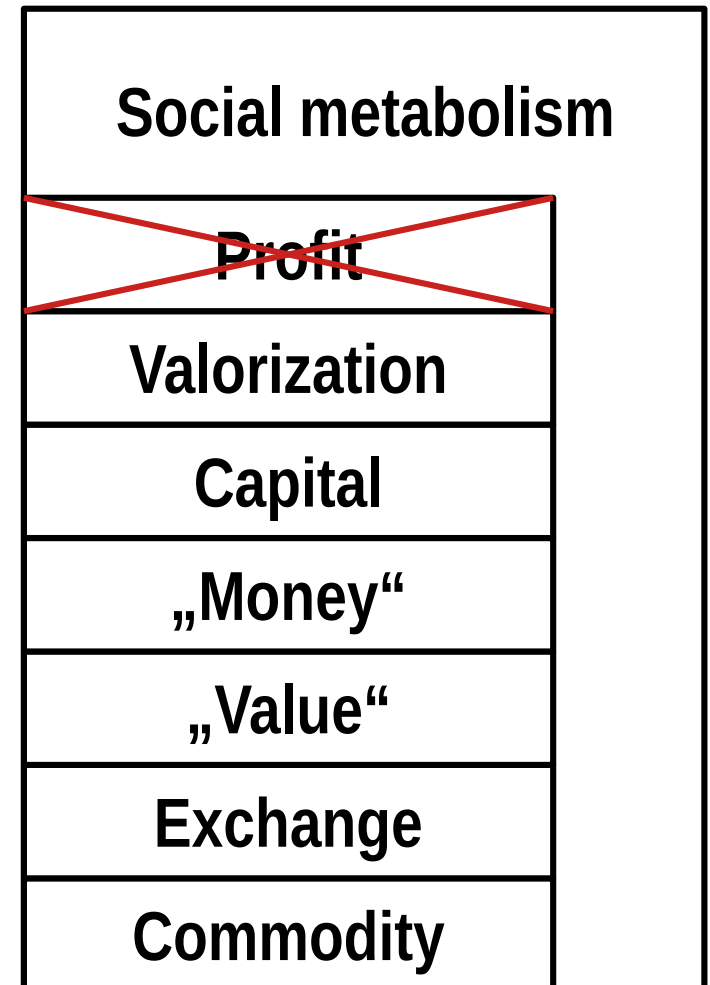 Social metabolism
Profit
Valorization
Capital
„Money“
„Value“
Exchange
Commodity